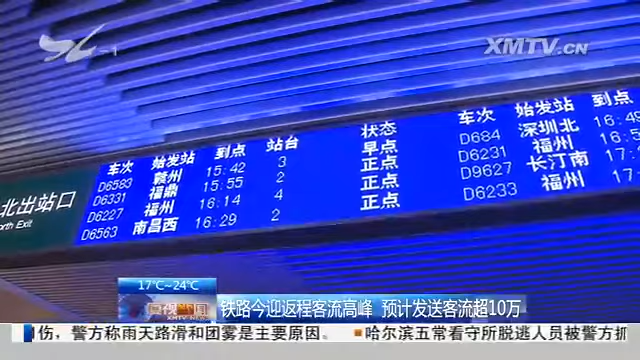 XMTV.CN
-1
北出站口
North Exit
车次 始发站 到点 站台 状态 车次 始发站 到点
D6583 赣州 15:42 3 早点 D684 深圳北 16:49
D6331 福鼎 15:55 2 正点 D6231 福州 16:5
D6227 福州 16:14 4 正点 D9627 长汀南 17:
D6563 南昌西 16:29 2 正点 D6233 福州 17:
17℃~24℃
XMTV-1
铁路今迎返程客流高峰 预计发送客流超10万
伤，警方称雨天路滑和团雾是主要原因。 ■哈尔滨五常看守所脱逃人员被警方抓